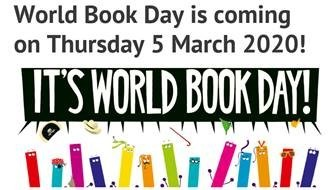 World Book Day is coming
on Thursday 5 March 2020!
IT'S WORLD BOOK DAY!